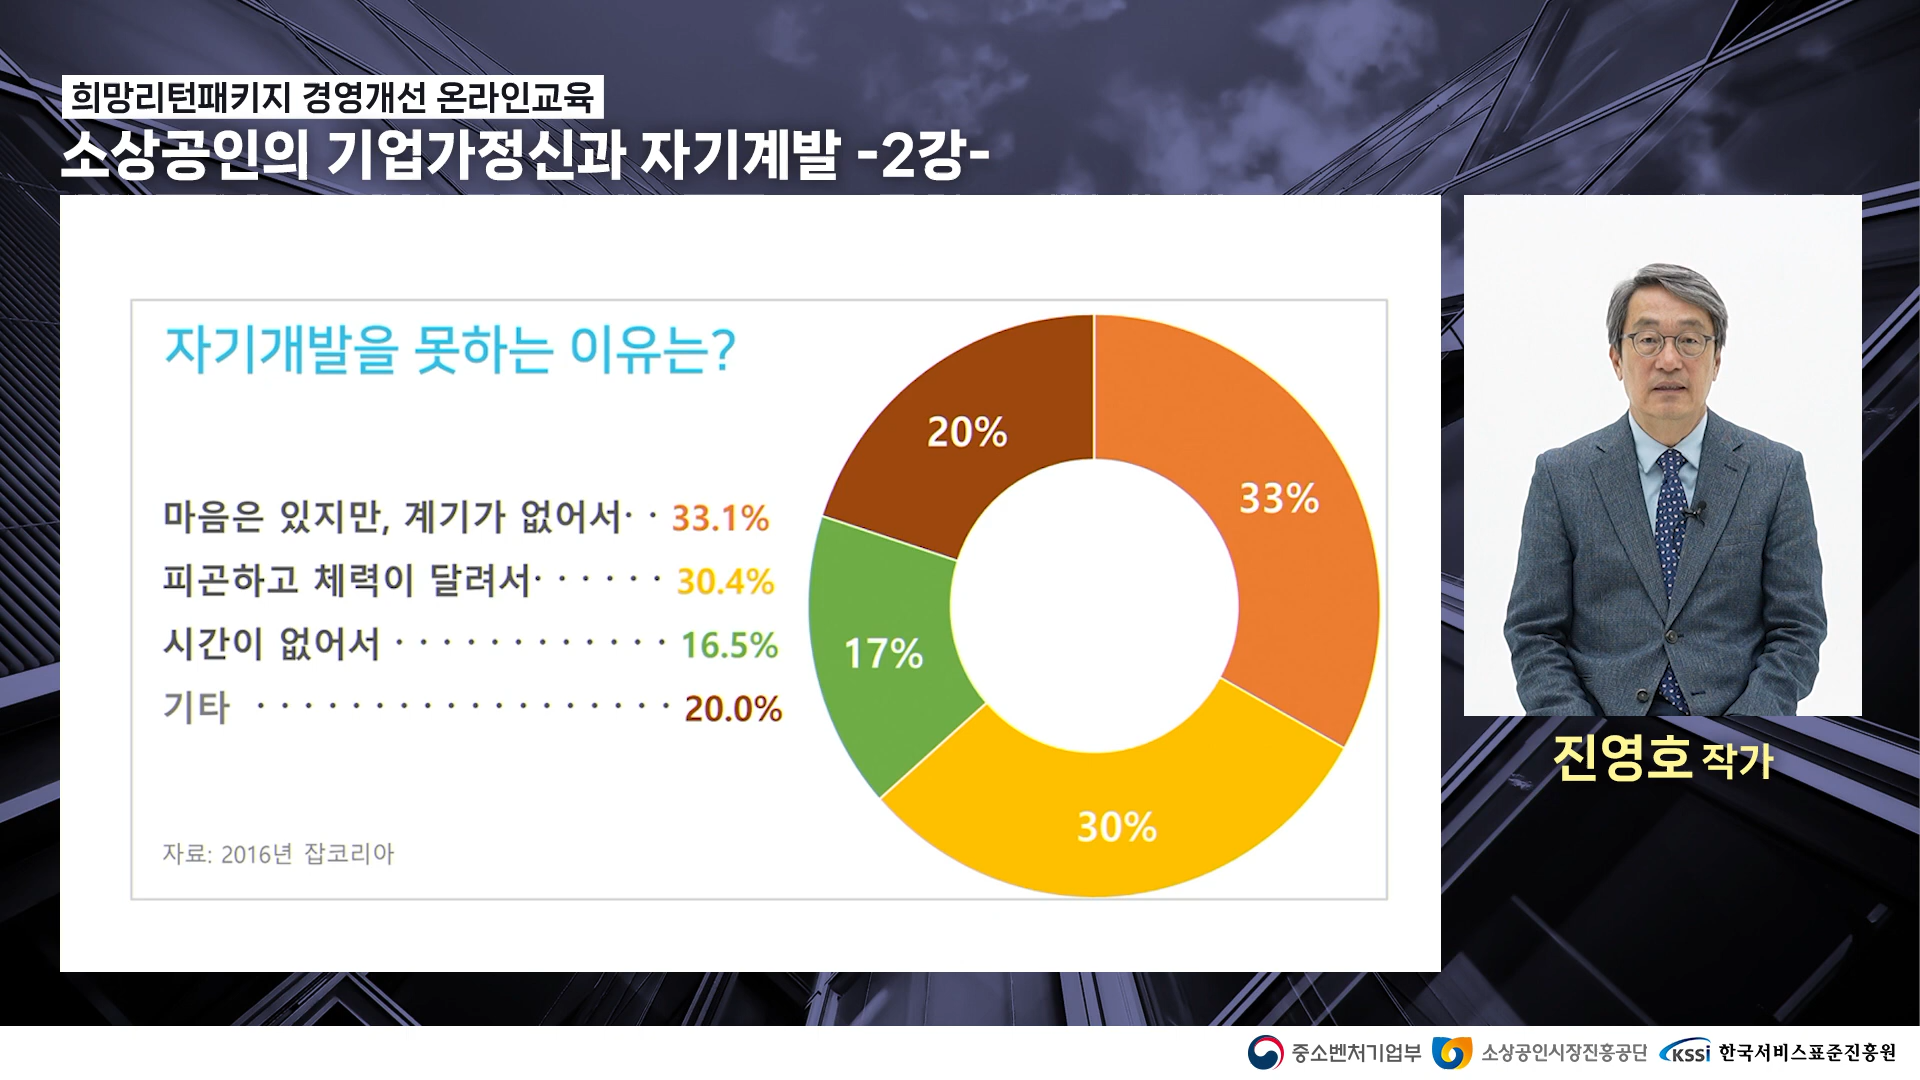 희망리턴패키지 경영개선 온라인교육
소상공인의 기업가정신과 자기계발 -2강-
자기개발을 못하는 이유는?
마음은 있지만, 계기가 없어서· · 33.1%
피곤하고 체력이 달려서· · · · · · 30.4%
시간이 없어서 · · · · · · · · · · · · 16.5%
기타 · · · · · · · · · · · · · · · · · · 20.0%
자료: 2016년 잡코리아
20%
33%
17%
30%
진영호 작가
중소벤처기업부 소상공인시장진흥공단 KSSi 한국서비스표준진흥원